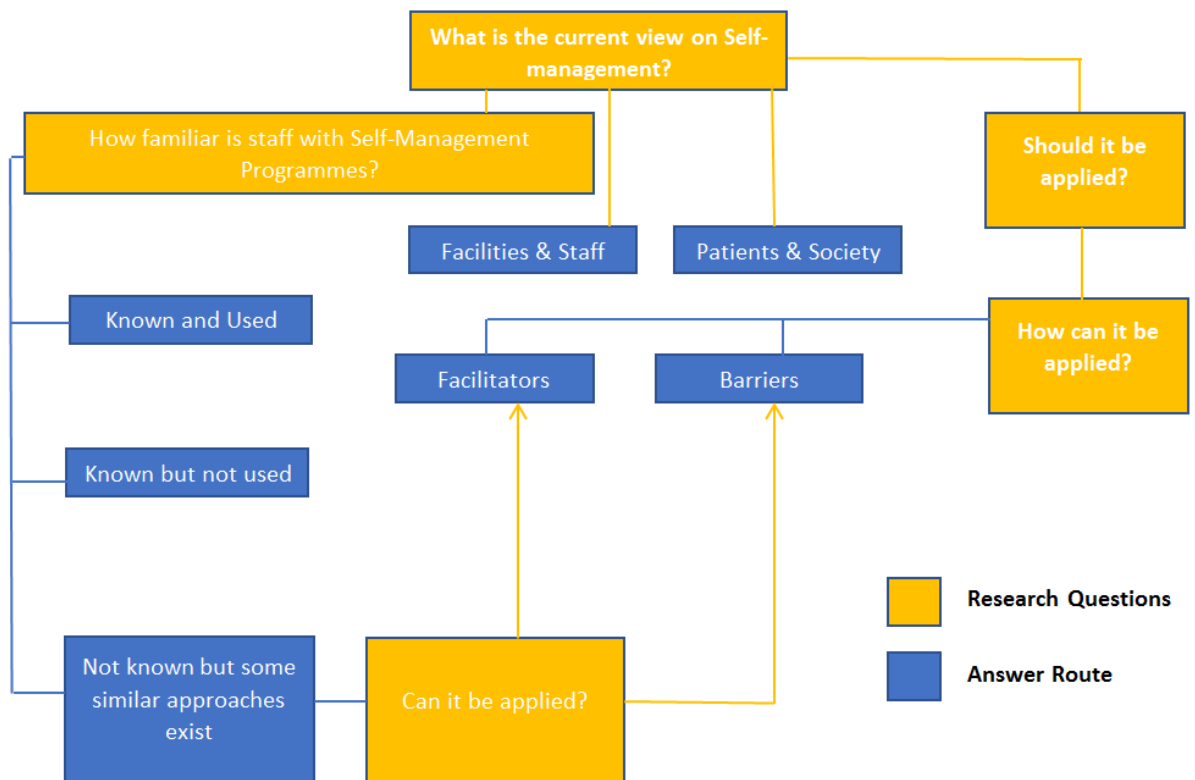 What is the current view on Self-
management?
How familiar is staff with Self-Management
Programmes?
Should it be
applied?
Facilities & Staff
Patients & Society
Known and Used
How can it be
applied?
Facilitators
Barriers
Known but not used
Research Questions
Answer Route
Not known but some
similar approaches
exist
Can it be applied?